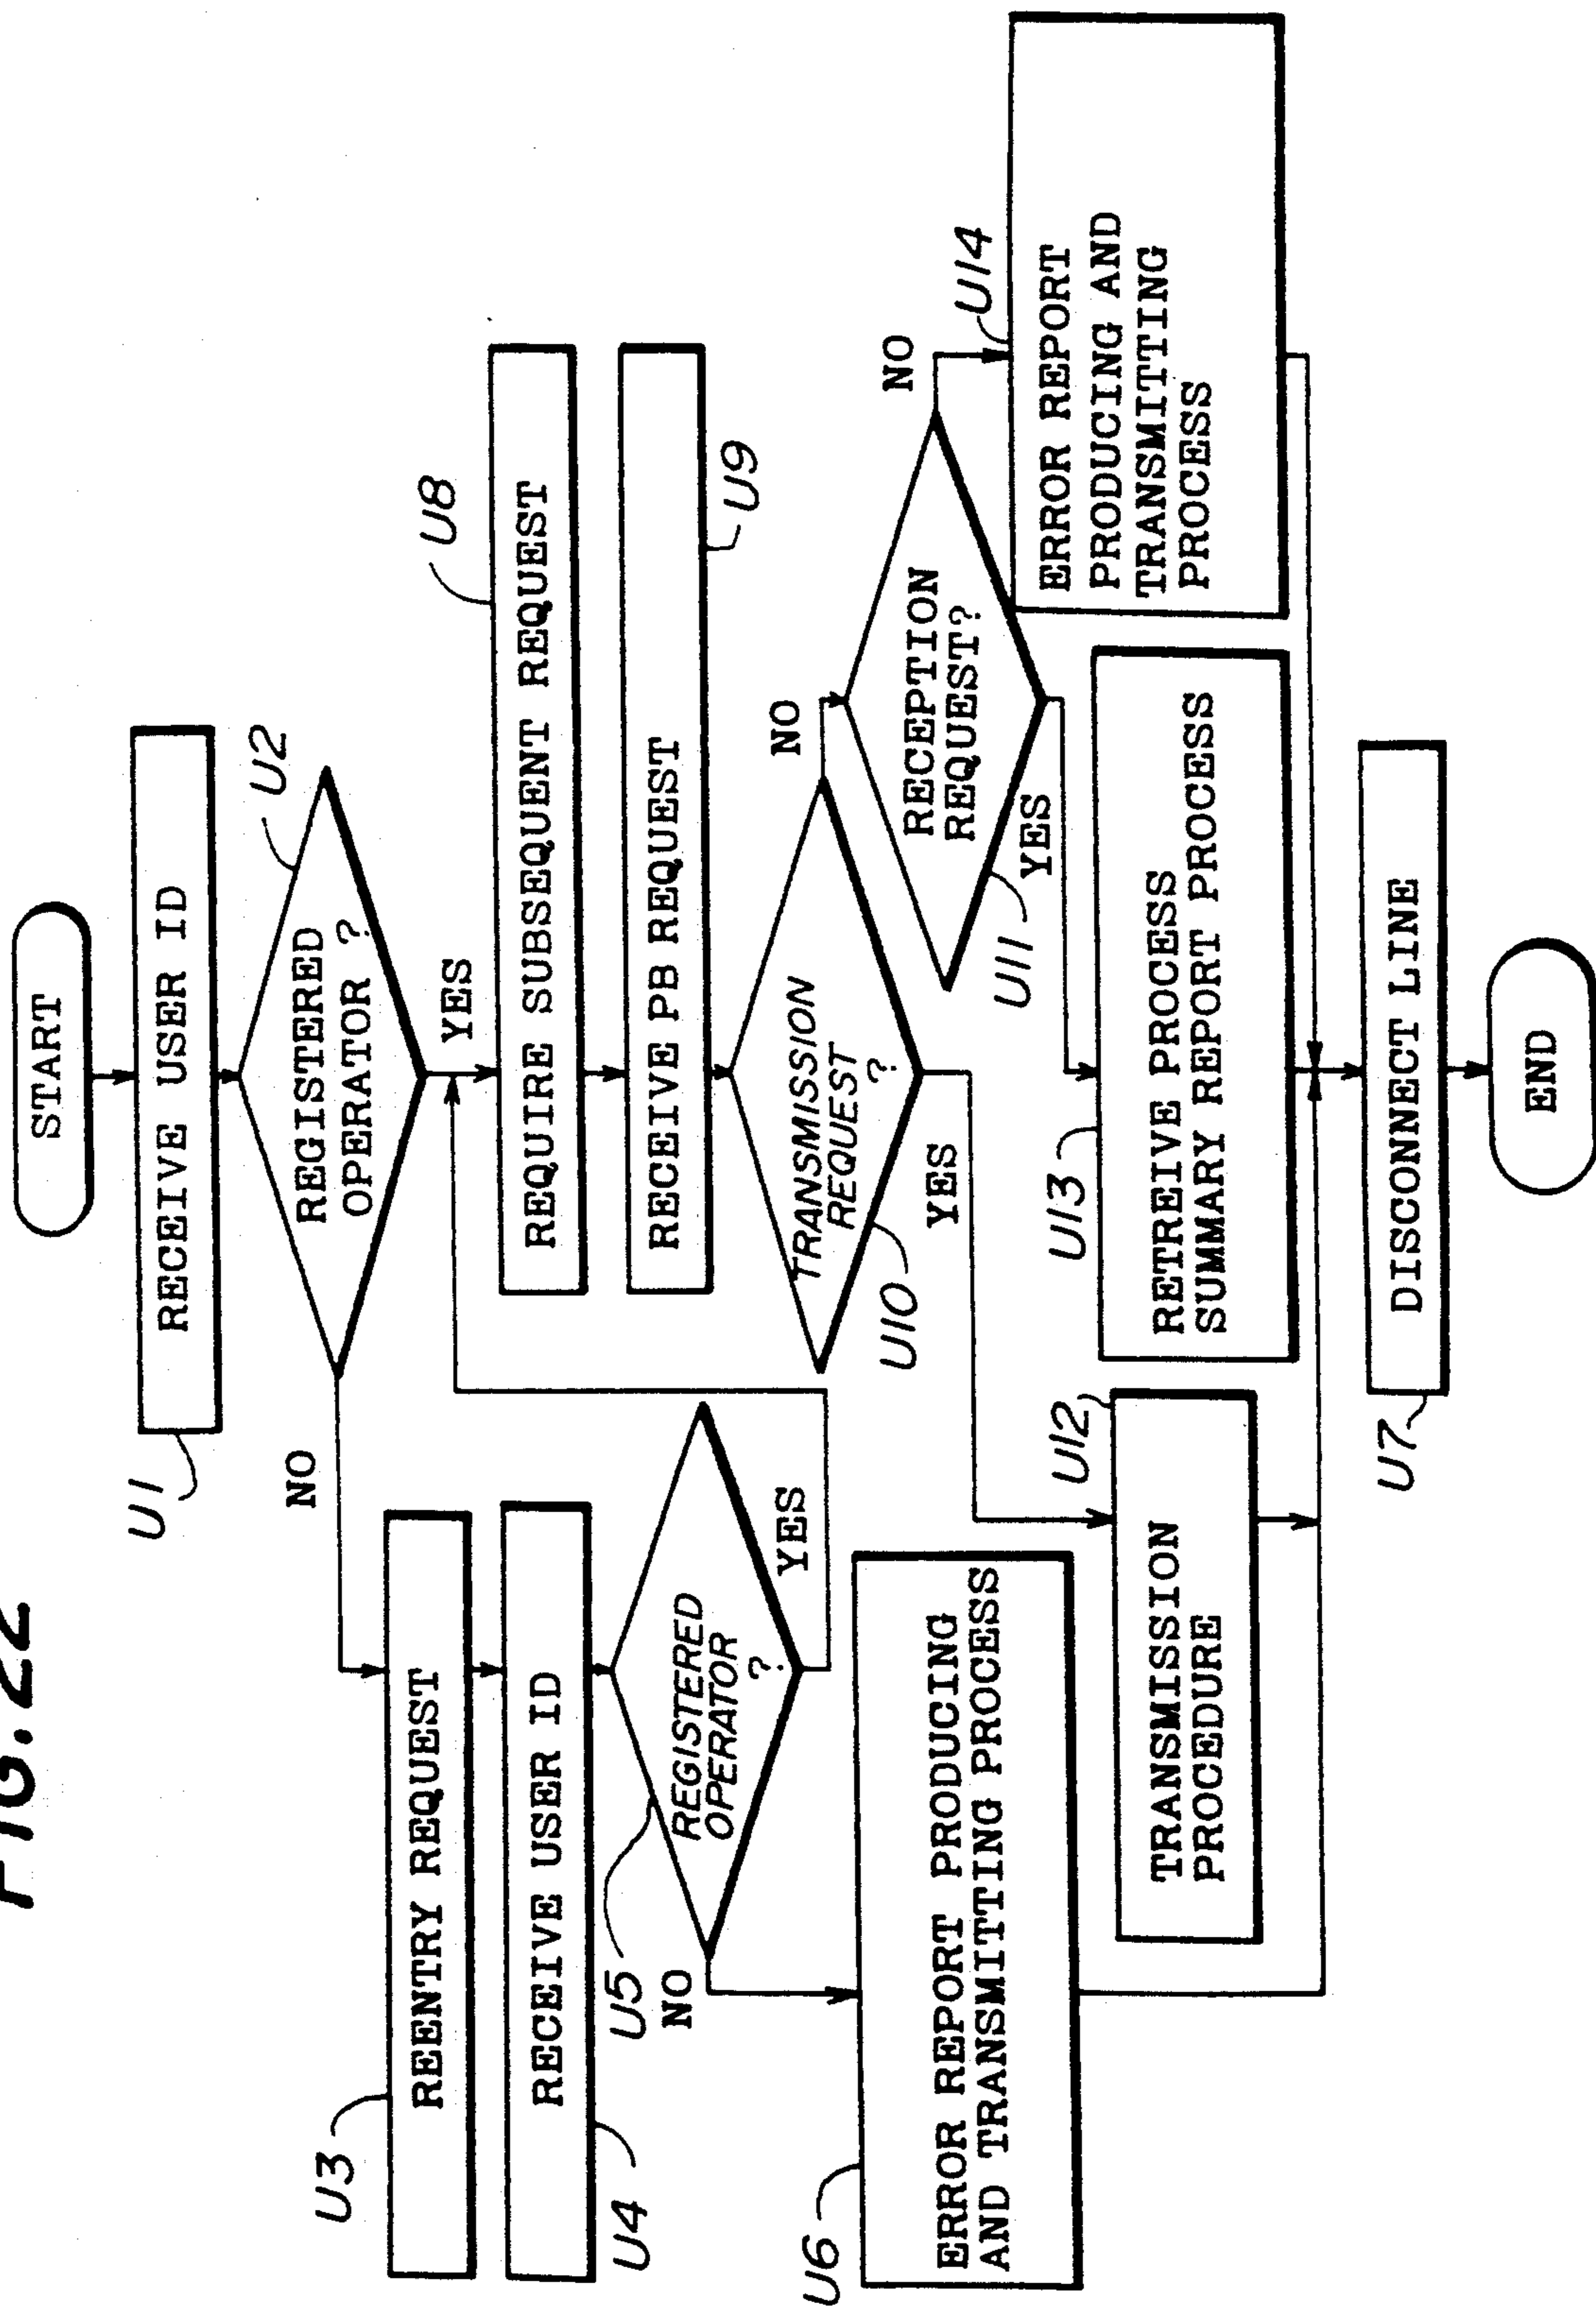 FIG.22
START
U1
RECEIVE USER ID
U2
REGISTERED
OPERATOR ?
NO
YES
U3
REENTRY REQUEST
U4
RECEIVE USER ID
U5
REGISTERED
OPERATOR
?
NO
YES
U6
ERROR REPORT PRODUCING
AND TRANSMITTING PROCESS
U8
REQUIRE SUBSEQUENT REQUEST
U9
RECEIVE PB REQUEST
U10
TRANSMISSION
REQUEST
?
YES
NO
U11
RECEPTION
REQUEST?
YES
NO
U12
TRANSMISSION
PROCEDURE
U13
RETREIVE PROCESS
SUMMARY REPORT PROCESS
U14
ERROR REPORT
PRODUCING AND
TRANSMITTING
PROCESS
U7
DISCONNECT LINE
END